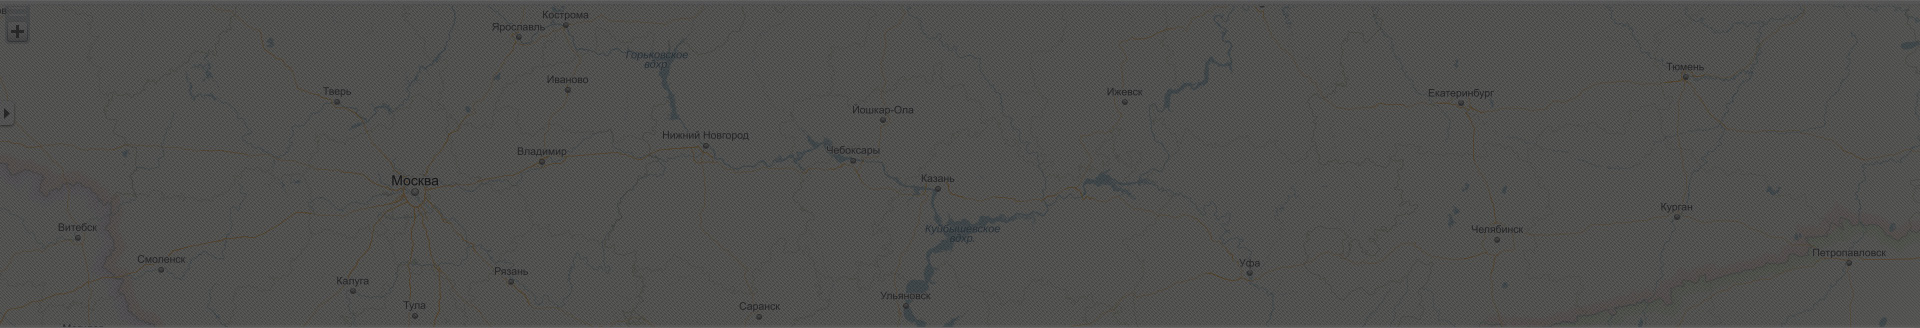 Кострома
Ярославль
Горьковское
вдхр.
Тюмень
Иваново
Тверь
Ижевск
Екатеринбург
Йошкар-Ола
Нижний Новгород
Владимир
Чебоксары
Москва
Казань
Курган
Витебск
Куйбышевское
вдхр.
Челябинск
Смоленск
Уфа
Петропавловск
Рязань
Калуга
Ульяновск
Тула
Саранск